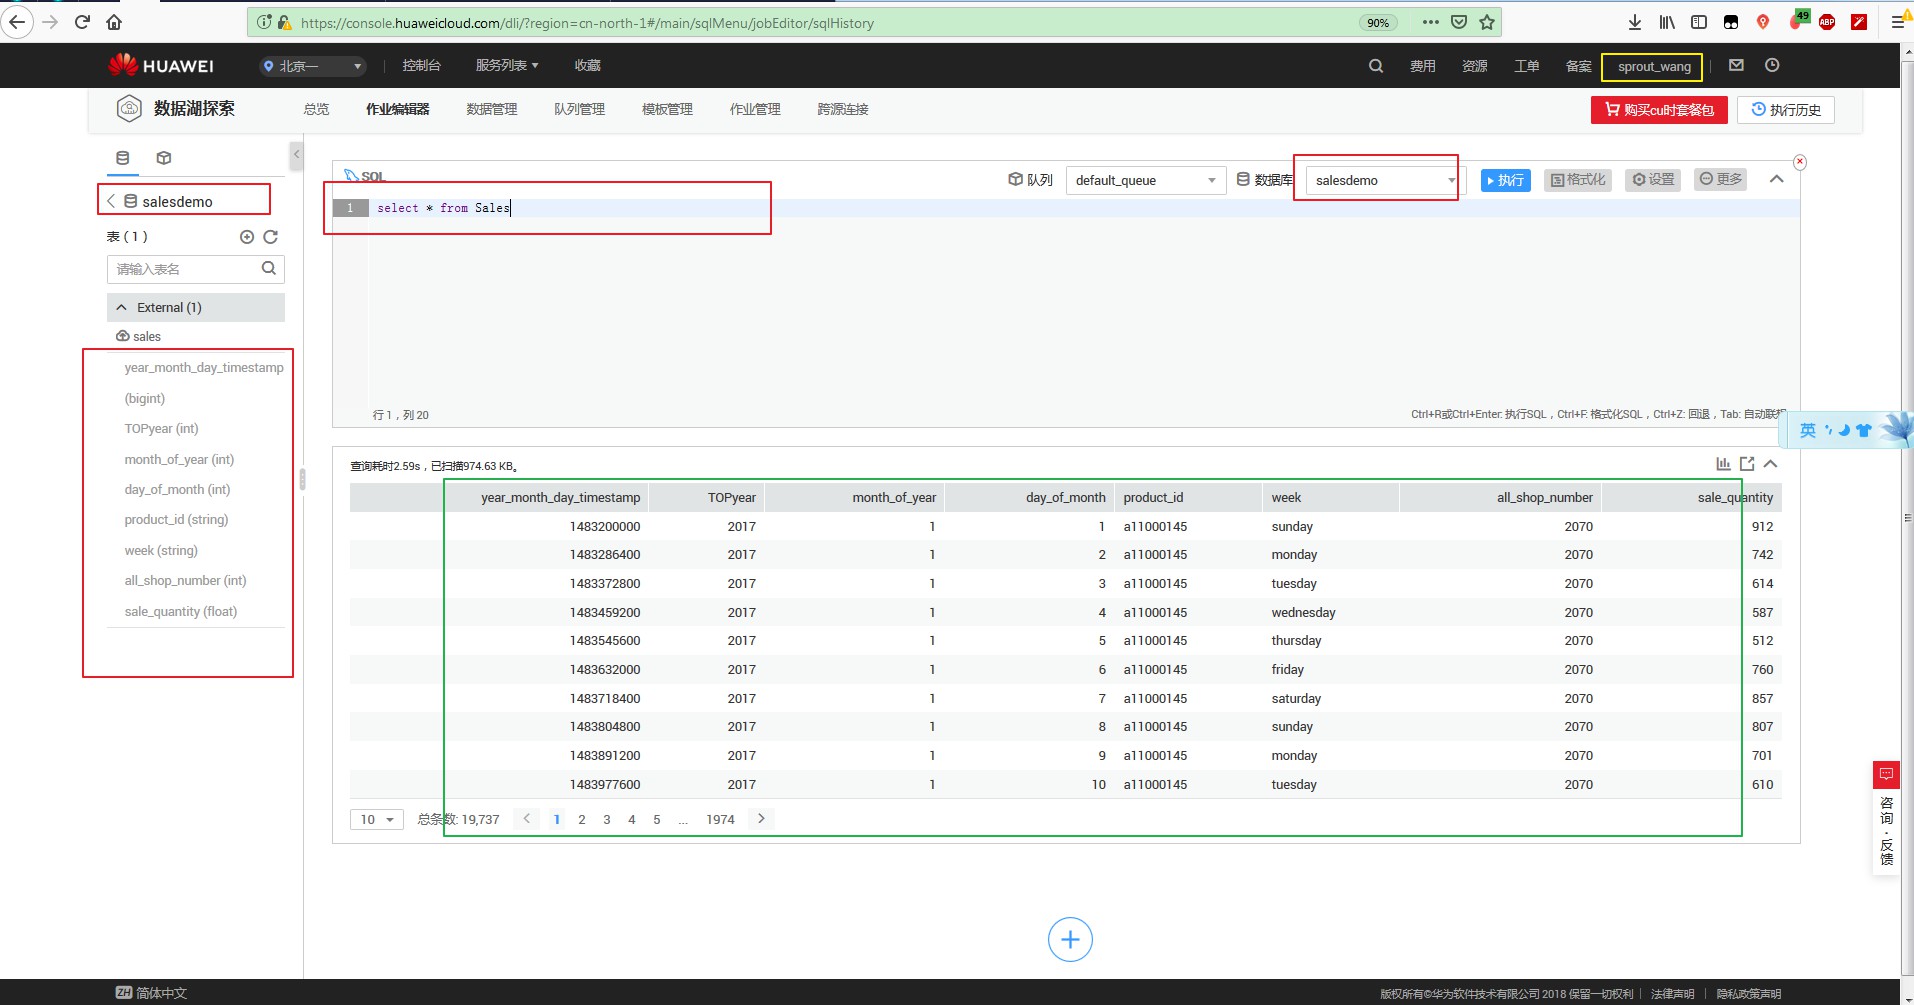 https://console.huaweicloud.com/dli/?region=cn-north-1#/main/sqlMenu/jobEditor/sqlHistory 90% 49 ABP
HUAWEI 北京一 控制台 服务列表 收藏 费用 资源 工单 备案 sprout_wang
数据湖探索 总览 作业编辑器 数据管理 队列管理 模板管理 作业管理 跨源连接 购买cu时套餐包 执行历史
SQL 队列 default_queue 数据库 salesdemo 执行 格式化 设置 更多
salesdemo
1 select * from Sales
表 ( 1 )
请输入表名
External (1)
sales
year_month_day_timestamp
(bigint)
TOPyear (int)
month_of_year (int)
day_of_month (int)
product_id (string)
week (string)
all_shop_number (int)
sale_quantity (float)
行 1，列 20 Ctrl+R或Ctrl+Enter: 执行SQL，Ctrl+F: 格式化SQL，Ctrl+Z: 回退，Tab: 自动联想
英
查询耗时2.59s，已扫描974.63 KB。
year_month_day_timestamp TOPyear month_of_year day_of_month product_id week all_shop_number sale_quantity
1483200000 2017 1 1 a11000145 sunday 2070 912
1483286400 2017 1 2 a11000145 monday 2070 742
1483372800 2017 1 3 a11000145 tuesday 2070 614
1483459200 2017 1 4 a11000145 wednesday 2070 587
1483545600 2017 1 5 a11000145 thursday 2070 512
1483632000 2017 1 6 a11000145 friday 2070 760
1483718400 2017 1 7 a11000145 saturday 2070 857
1483804800 2017 1 8 a11000145 sunday 2070 807
1483891200 2017 1 9 a11000145 monday 2070 701
1483977600 2017 1 10 a11000145 tuesday 2070 610
10 总条数: 19,737 1 2 3 4 5 ... 1974
咨询·反馈
ZH 简体中文 版权所有©华为软件技术有限公司 2018 保留一切权利 | 法律声明 | 隐私政策声明